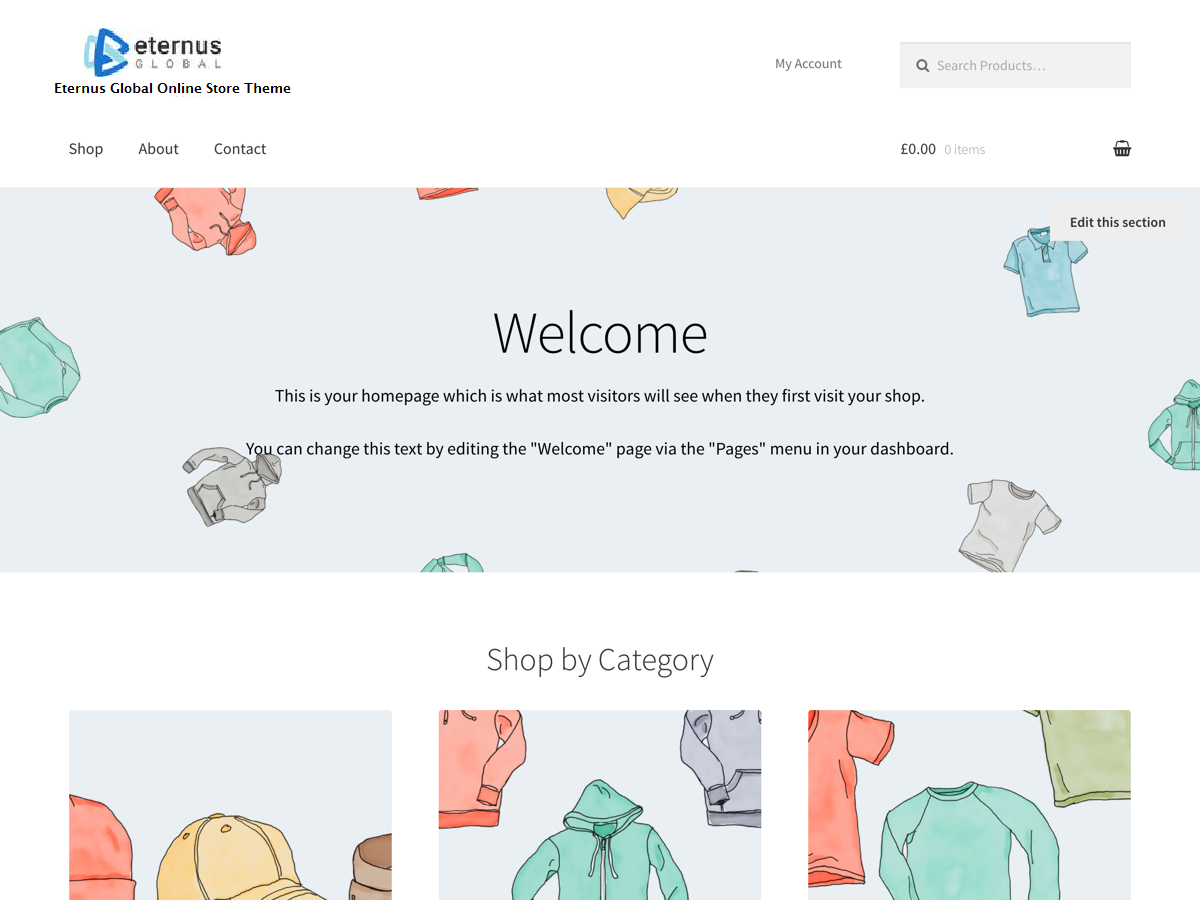 eternus
GLOBAL
Eternus Global Online Store Theme
My Account
Search Products...
Shop
About
Contact
£0.00 0 items
Edit this section
Welcome
This is your homepage which is what most visitors will see when they first visit your shop.
You can change this text by editing the "Welcome" page via the "Pages" menu in your dashboard.
Shop by Category